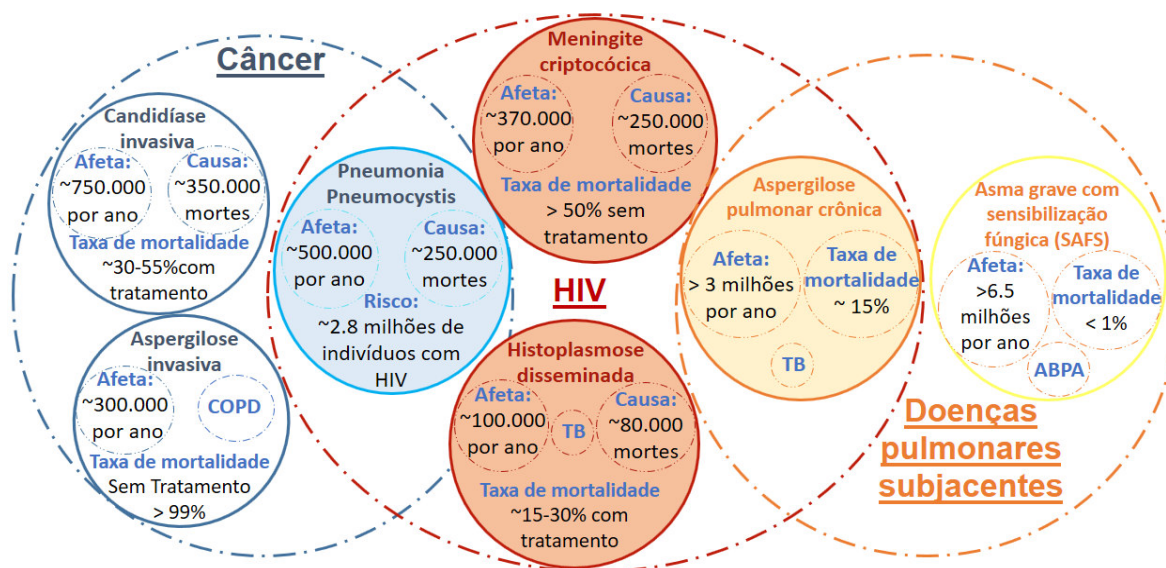 Câncer
Candidíase
invasiva
Afeta:
~750.000
por ano
Causa:
~350.000
mortes
Taxa de mortalidade
~30-55%com
tratamento
Aspergilose
invasiva
Afeta:
~300.000
por ano
COPD
Taxa de mortalidade
Sem Tratamento
> 99%
Pneumonia
Pneumocystis
Afeta:
~500.000
por ano
Causa:
~250.000
mortes
Risco:
~2.8 milhões de
indivíduos com
HIV
Meningite
criptocócica
Afeta:
~370.000
por ano
Causa:
~250.000
mortes
Taxa de mortalidade
> 50% sem
tratamento
HIV
Histoplasmose
disseminada
Afeta:
~100.000
por ano
TB
Causa:
~80.000
mortes
Taxa de mortalidade
~15-30% com
tratamento
Aspergilose
pulmonar crônica
Afeta:
> 3 milhões
por ano
Taxa de
mortalidade
~ 15%
TB
Asma grave com
sensibilização
fúngica (SAFS)
Afeta:
>6.5
milhões
por ano
Taxa de
mortalidade
< 1%
ABPA
Doenças
pulmonares
subjacentes